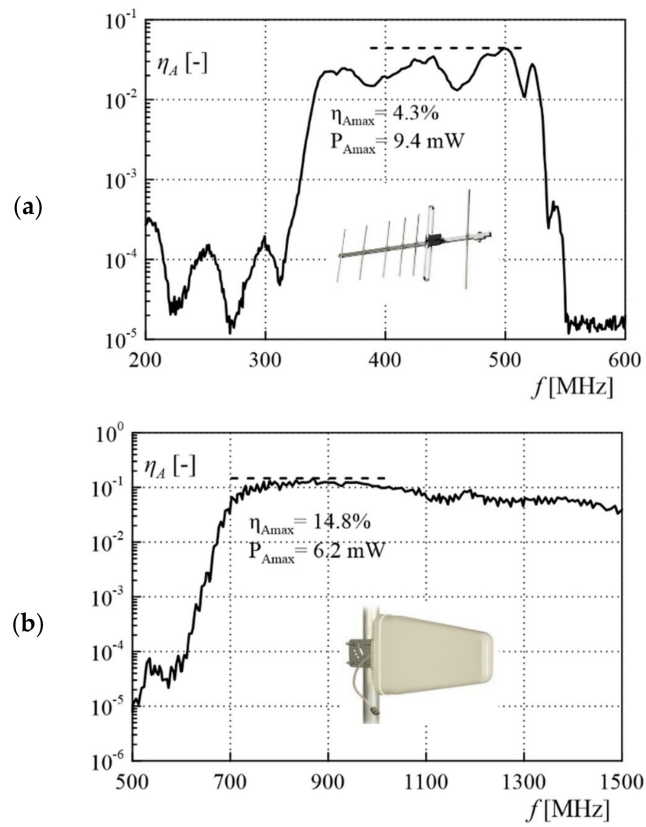 10⁻¹
η_A [-]
10⁻²
η_Amax= 4.3%
P_Amax= 9.4 mW
10⁻³
(a)
10⁻⁴
10⁻⁵
200 300 400 500 600
f[MHz]
10⁰
η_A [-]
10⁻¹
η_Amax= 14.8%
10⁻²
P_Amax= 6.2 mW
10⁻³
(b)
10⁻⁴
10⁻⁵
10⁻⁶
500 700 900 1100 1300 1500
f[MHz]